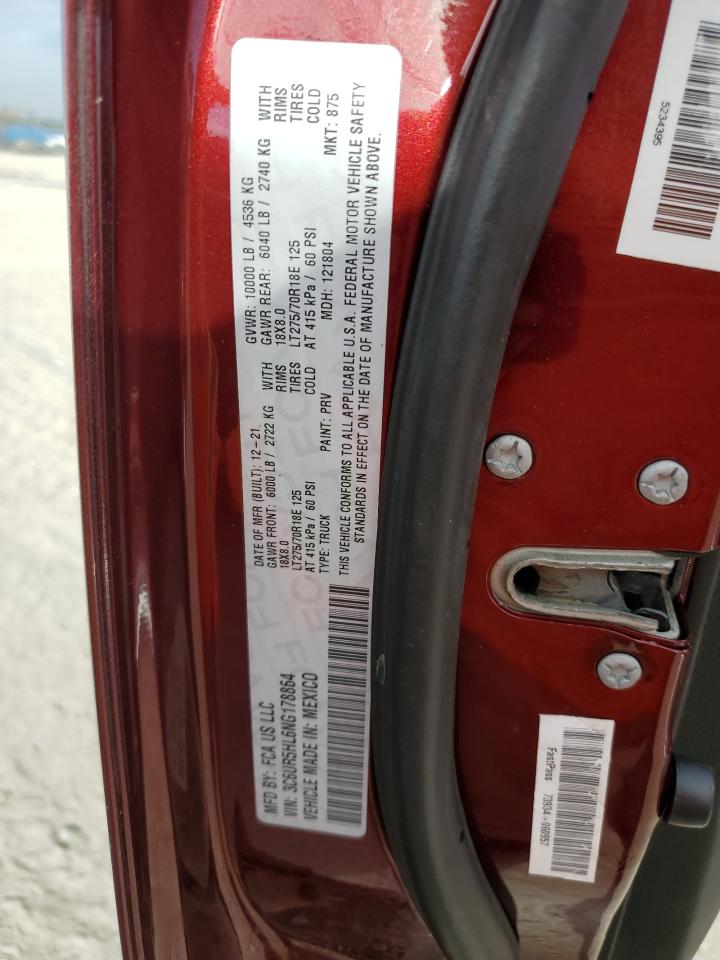 MFD BY: FCA US LLC
VIN: 3C6UR5HL6NG178864
VEHICLE MADE IN: MEXICO
DATE OF MFR (BUILT): 12-21. GVWR: 10000 LB / 4536 KG
GAWR FRONT: 6000 LB / 2722 KG WITH GAWR REAR: 6040 LB / 2740 KG WITH
18X8.0 RIMS 18X8.0 RIMS
LT275/70R18E 125 TIRES LT275/70R18E 125 TIRES
AT 415 kPa / 60 PSI COLD AT 415 kPa / 60 PSI COLD
TYPE: TRUCK PAINT: PRV MDH: 121804 MKT: 875
THIS VEHICLE CONFORMS TO ALL APPLICABLE U.S.A. FEDERAL MOTOR VEHICLE SAFETY
STANDARDS IN EFFECT ON THE DATE OF MANUFACTURE SHOWN ABOVE.
5234395
FastPass 73934-060957